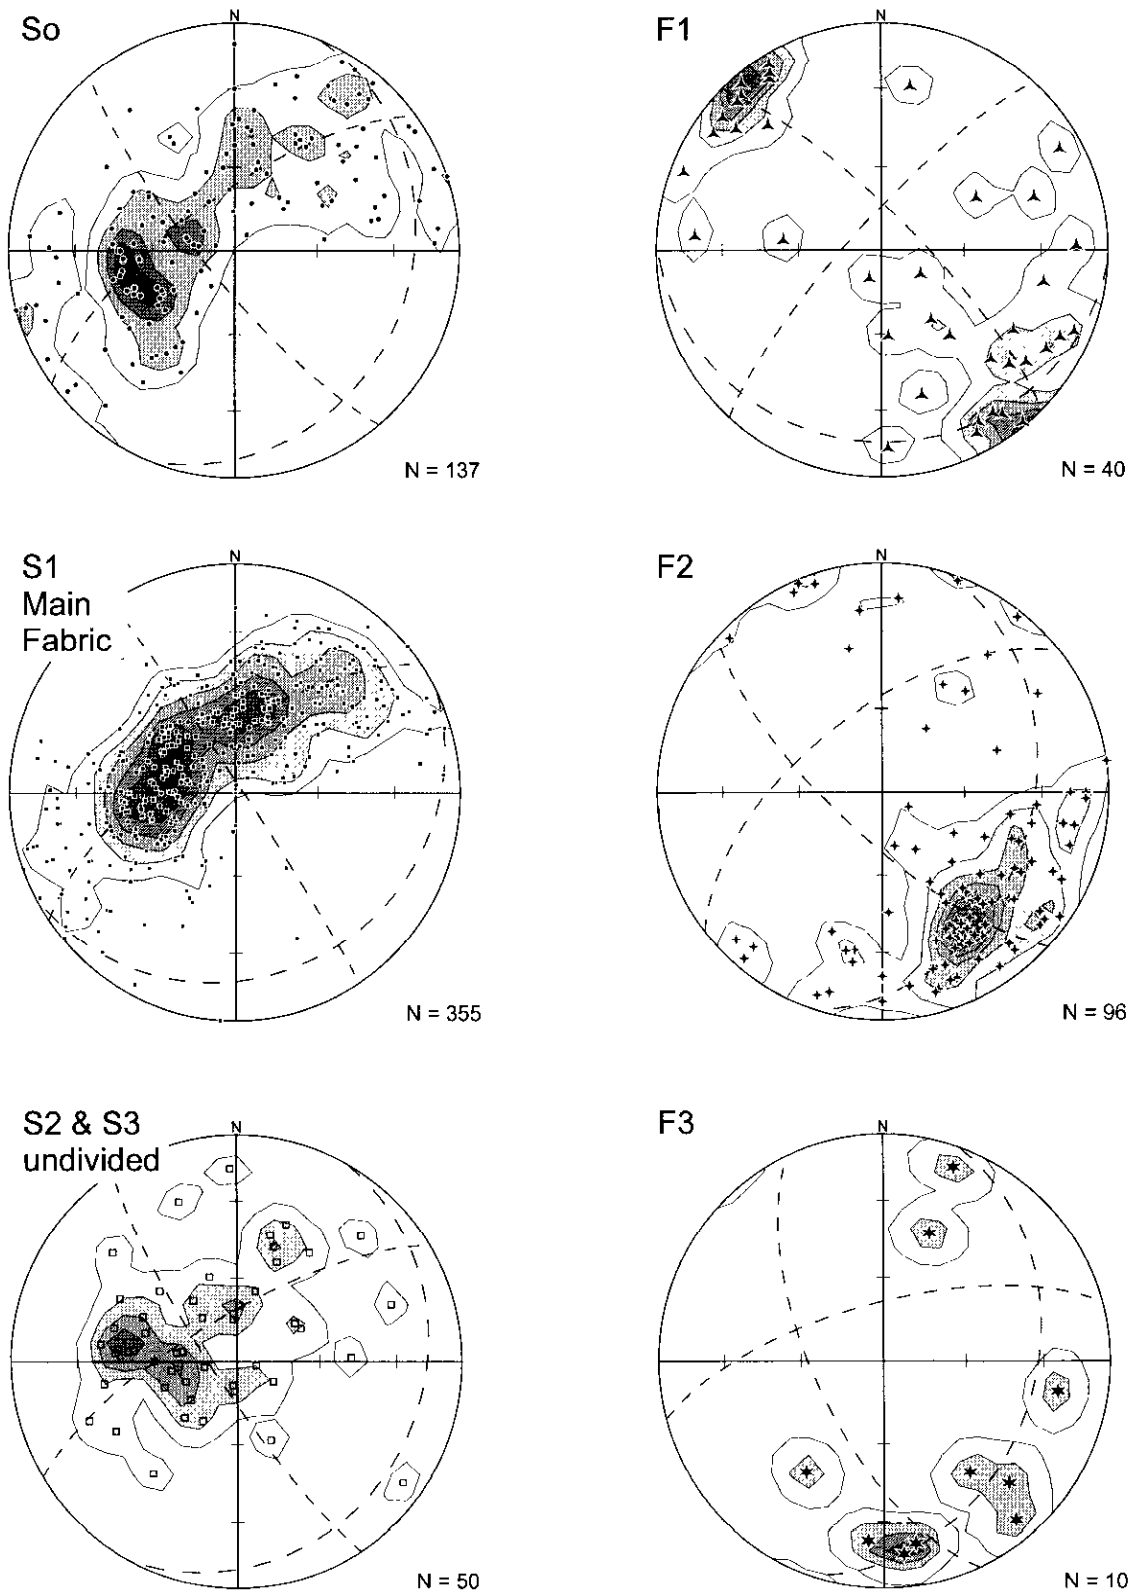 So
N
N = 137
F1
N
N = 40
S1
Main
Fabric
N
N = 355
F2
N
N = 96
S2 & S3
undivided
N
N = 50
F3
N
N = 10